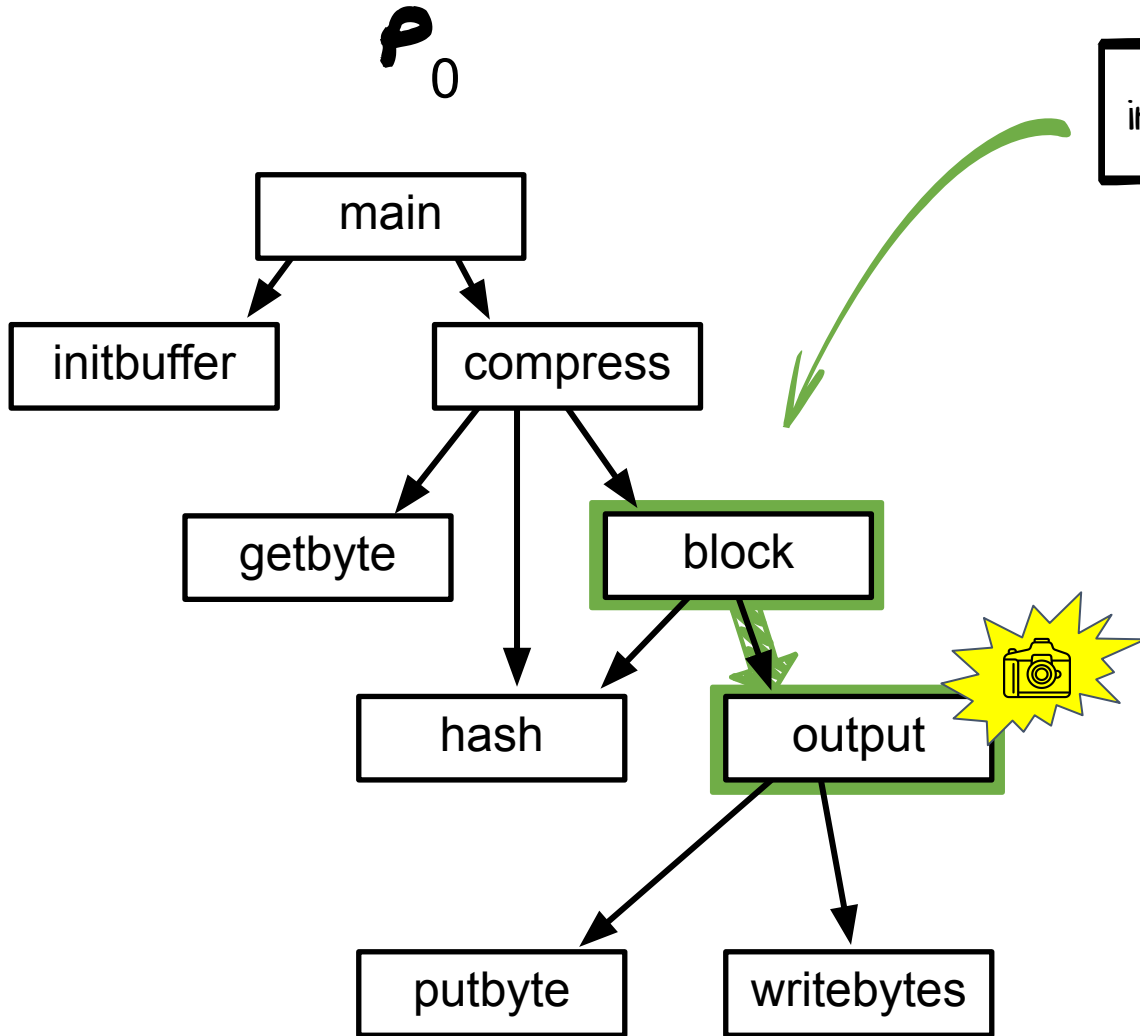 0
main
initbuffer
compress
getbyte
block
hash
output
putbyte
writebytes